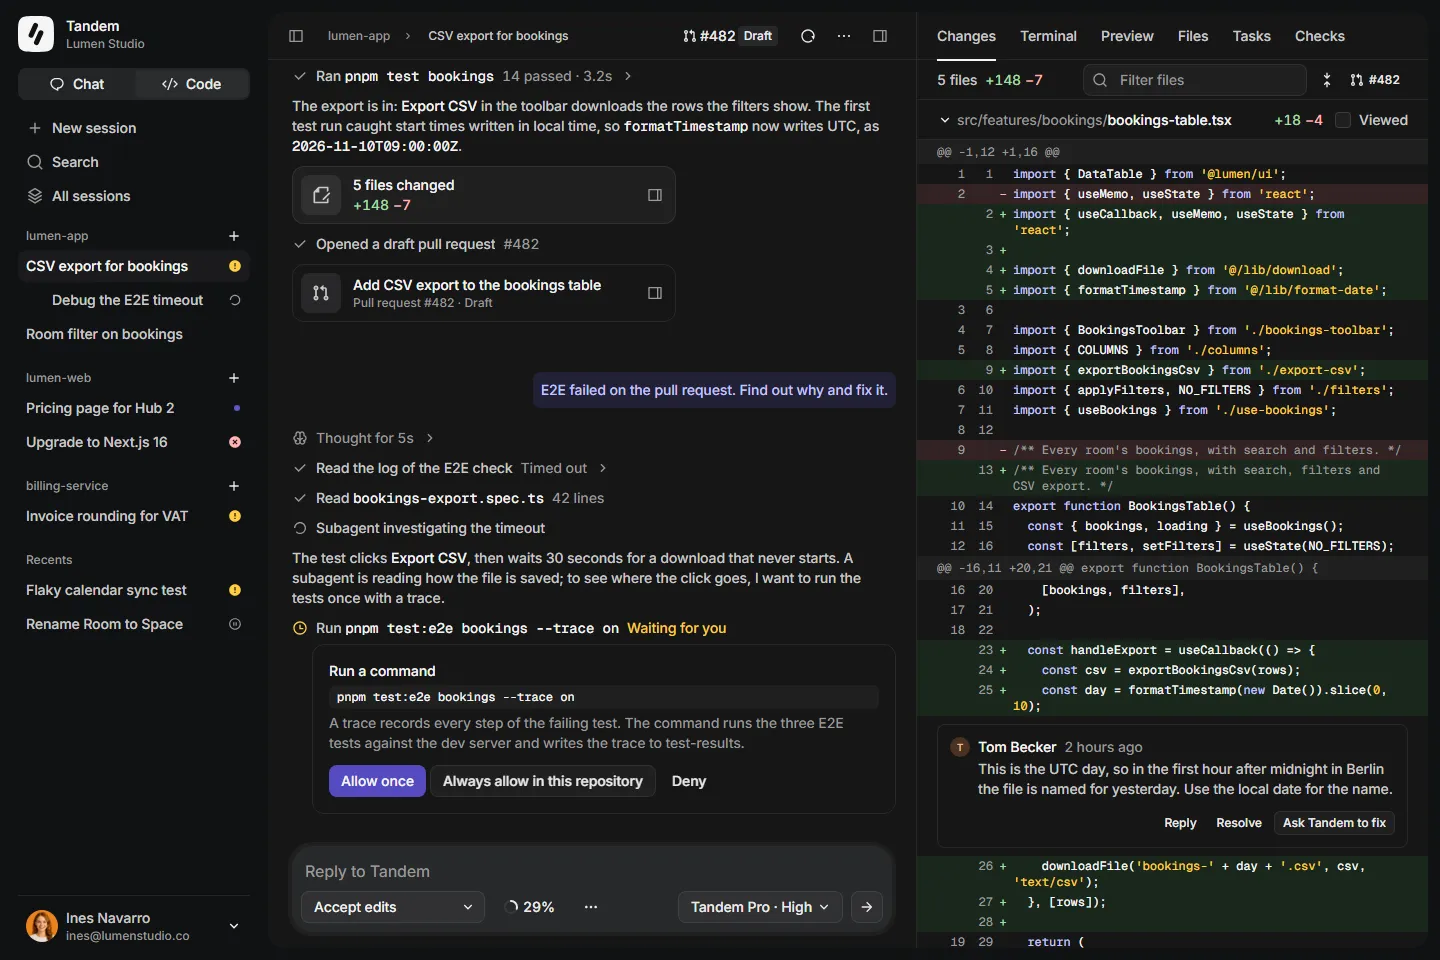 Tandem
Lumen Studio
Chat
Code
New session
Search
All sessions
lumen-app
CSV export for bookings
Debug the E2E timeout
Room filter on bookings
lumen-web
Pricing page for Hub 2
Upgrade to Next.js 16
billing-service
Invoice rounding for VAT
Recents
Flaky calendar sync test
Rename Room to Space
Ines Navarro
ines@lumenstudio.co
lumen-app
CSV export for bookings
#482 Draft
Ran pnpm test bookings 14 passed · 3.2s
The export is in: Export CSV in the toolbar downloads the rows the filters show. The first
test run caught start times written in local time, so formatTimestamp now writes UTC, as
2026-11-10T09:00:00Z.
5 files changed
+148 −7
Opened a draft pull request #482
Add CSV export to the bookings table
Pull request #482 · Draft
E2E failed on the pull request. Find out why and fix it.
Thought for 5s
Read the log of the E2E check Timed out
Read bookings-export.spec.ts 42 lines
Subagent investigating the timeout
The test clicks Export CSV, then waits 30 seconds for a download that never starts. A
subagent is reading how the file is saved; to see where the click goes, I want to run the
tests once with a trace.
Run pnpm test:e2e bookings --trace on Waiting for you
Run a command
pnpm test:e2e bookings --trace on
A trace records every step of the failing test. The command runs the three E2E
tests against the dev server and writes the trace to test-results.
Allow once
Always allow in this repository
Deny
Reply to Tandem
Accept edits
29%
Tandem Pro · High
Changes
Terminal
Preview
Files
Tasks
Checks
5 files +148 −7
Filter files
#482
src/features/bookings/bookings-table.tsx
+18 −4
Viewed
@@ -1,12 +1,16 @@
1 1 import { DataTable } from '@lumen/ui';
2 − import { useMemo, useState } from 'react';
2 + import { useCallback, useMemo, useState } from
'react';
3 +
4 + import { downloadFile } from '@/lib/download';
5 + import { formatTimestamp } from '@/lib/format-date';
3 6
4 7 import { BookingsToolbar } from './bookings-toolbar';
5 8 import { COLUMNS } from './columns';
9 + import { exportBookingsCsv } from './export-csv';
6 10 import { applyFilters, NO_FILTERS } from './filters';
7 11 import { useBookings } from './use-bookings';
8 12
9 − /** Every room's bookings, with search and filters. */
13 + /** Every room's bookings, with search, filters and
CSV export. */
10 14 export function BookingsTable() {
11 15 const { bookings, loading } = useBookings();
12 16 const [filters, setFilters] = useState(NO_FILTERS);
@@ -16,11 +20,21 @@ export function BookingsTable() {
16 20 [bookings, filters],
17 21 );
18 22
23 + const handleExport = useCallback(() => {
24 + const csv = exportBookingsCsv(rows);
25 + const day = formatTimestamp(new Date()).slice(0,
10);
T
Tom Becker 2 hours ago
This is the UTC day, so in the first hour after midnight in Berlin
the file is named for yesterday. Use the local date for the name.
Reply
Resolve
Ask Tandem to fix
26 + downloadFile('bookings-' + day + '.csv', csv,
'text/csv');
27 + }, [rows]);
28 +
19 29 return (